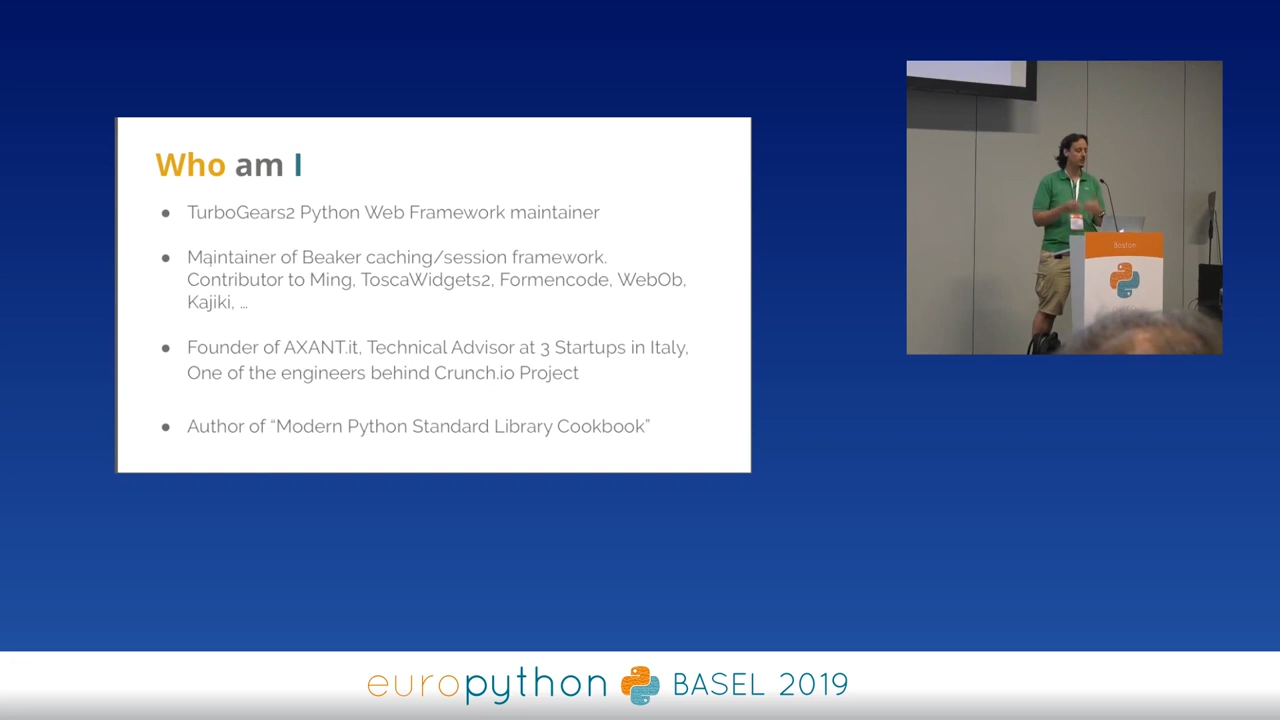 Who am I
● TurboGears2 Python Web Framework maintainer
● Maintainer of Beaker caching/session framework.
Contributor to Ming, ToscaWidgets2, Formencode, WebOb,
Kajiki, ...
● Founder of AXANT.it, Technical Advisor at 3 Startups in Italy,
One of the engineers behind Crunch.io Project
● Author of “Modern Python Standard Library Cookbook”
Boston
europython BASEL 2019